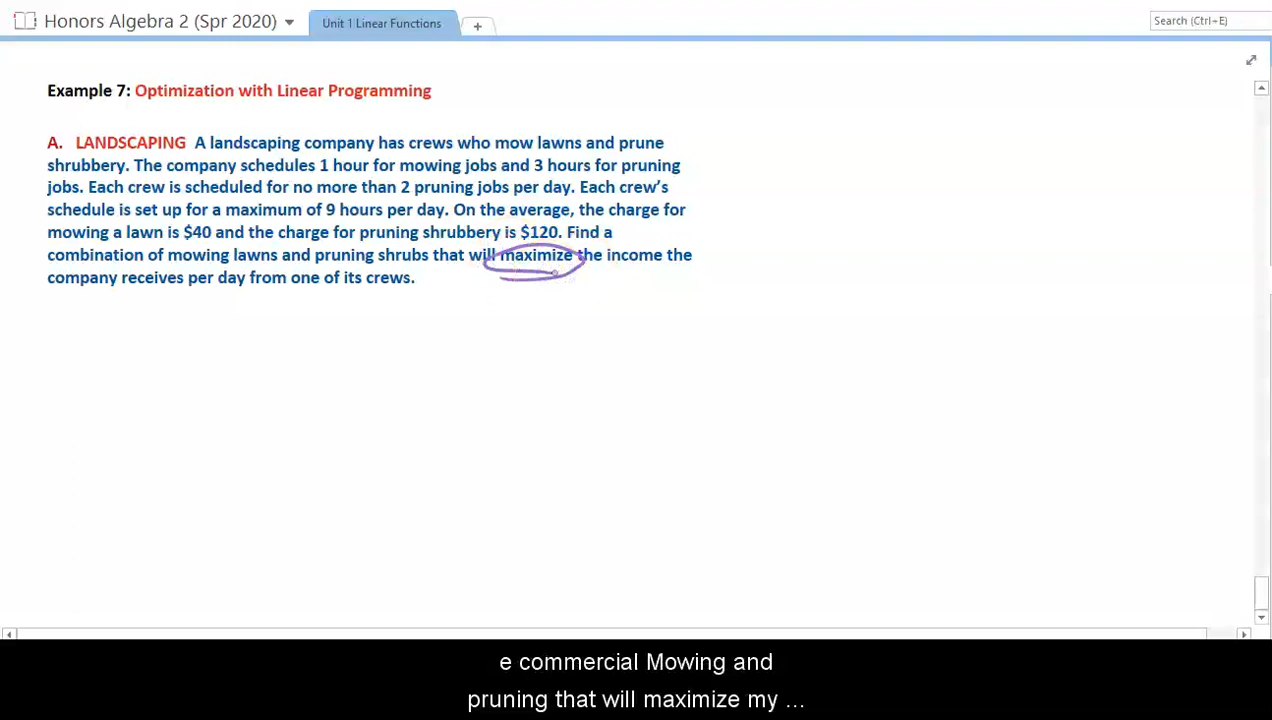 Honors Algebra 2 (Spr 2020)
Unit 1 Linear Functions
+
Search (Ctrl+E)
Example 7: Optimization with Linear Programming
A. LANDSCAPING A landscaping company has crews who mow lawns and prune
shrubbery. The company schedules 1 hour for mowing jobs and 3 hours for pruning
jobs. Each crew is scheduled for no more than 2 pruning jobs per day. Each crew's
schedule is set up for a maximum of 9 hours per day. On the average, the charge for
mowing a lawn is $40 and the charge for pruning shrubbery is $120. Find a
combination of mowing lawns and pruning shrubs that will maximize the income the
company receives per day from one of its crews.
e commercial Mowing and
pruning that will maximize my ...